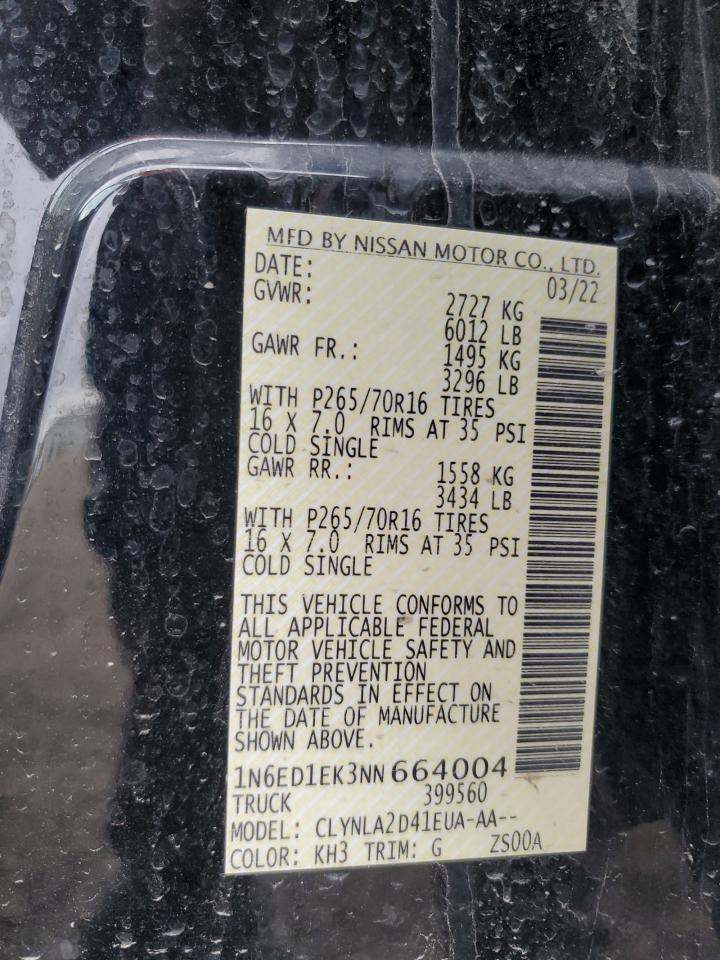 MFD BY NISSAN MOTOR CO., LTD.
DATE: 03/22
GVWR: 2727 KG
6012 LB
GAWR FR.: 1495 KG
3296 LB
WITH P265/70R16 TIRES
16 X 7.0 RIMS AT 35 PSI
COLD SINGLE
GAWR RR.: 1558 KG
3434 LB
WITH P265/70R16 TIRES
16 X 7.0 RIMS AT 35 PSI
COLD SINGLE
THIS VEHICLE CONFORMS TO
ALL APPLICABLE FEDERAL
MOTOR VEHICLE SAFETY AND
THEFT PREVENTION
STANDARDS IN EFFECT ON
THE DATE OF MANUFACTURE
SHOWN ABOVE.
1N6ED1EK3NN664004
TRUCK 399560
MODEL: CLYNLA2D41EUA-AA--
COLOR: KH3 TRIM: G ZS00A